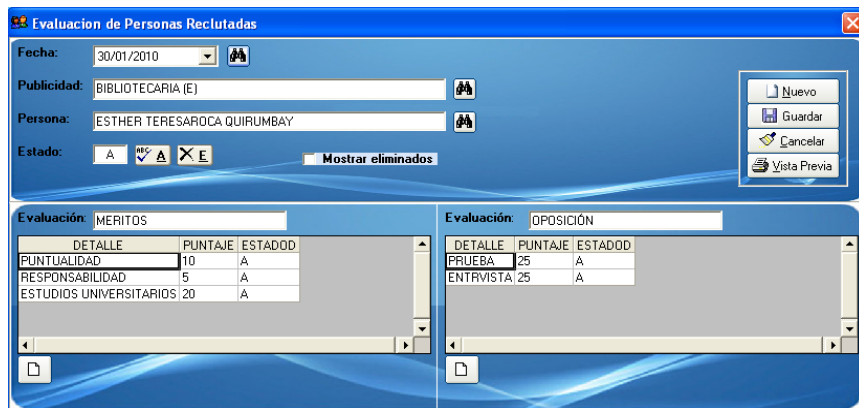 Evaluacion de Personas Reclutadas
Fecha: 30/01/2010
Publicidad: BIBLIOTECARIA (E)
Persona: ESTHER TERESAROCA QUIRUMBAY
Estado: A ABC A X E Mostrar eliminados
Nuevo
Guardar
Cancelar
Vista Previa
Evaluación: MERITOS
DETALLE PUNTAJE ESTADOD
PUNTUALIDAD 10 A
RESPONSABILIDAD 5 A
ESTUDIOS UNIVERSITARIOS 20 A
Evaluación: OPOSICIÓN
DETALLE PUNTAJE ESTADOD
PRUEBA 25 A
ENTRVISTA 25 A